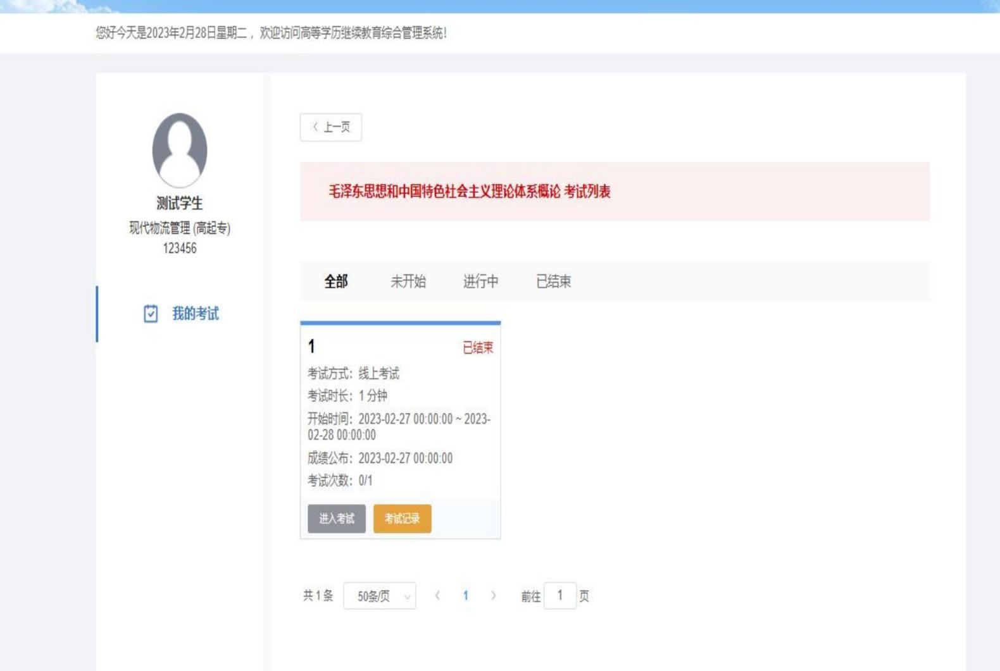 您好今天是2023年2月28日星期二，欢迎访问高等学历继续教育综合管理系统!
测试学生
现代物流管理 (高起专)
123456
我的考试
上一页
毛泽东思想和中国特色社会主义理论体系概论 考试列表
全部 未开始 进行中 已结束
1 已结束
考试方式：线上考试
考试时长：1 分钟
开始时间：2023-02-27 00:00:00 ~ 2023-
02-28 00:00:00
成绩公布：2023-02-27 00:00:00
考试次数：0/1
进入考试 考试记录
共 1 条 50条/页 1 前往 1 页